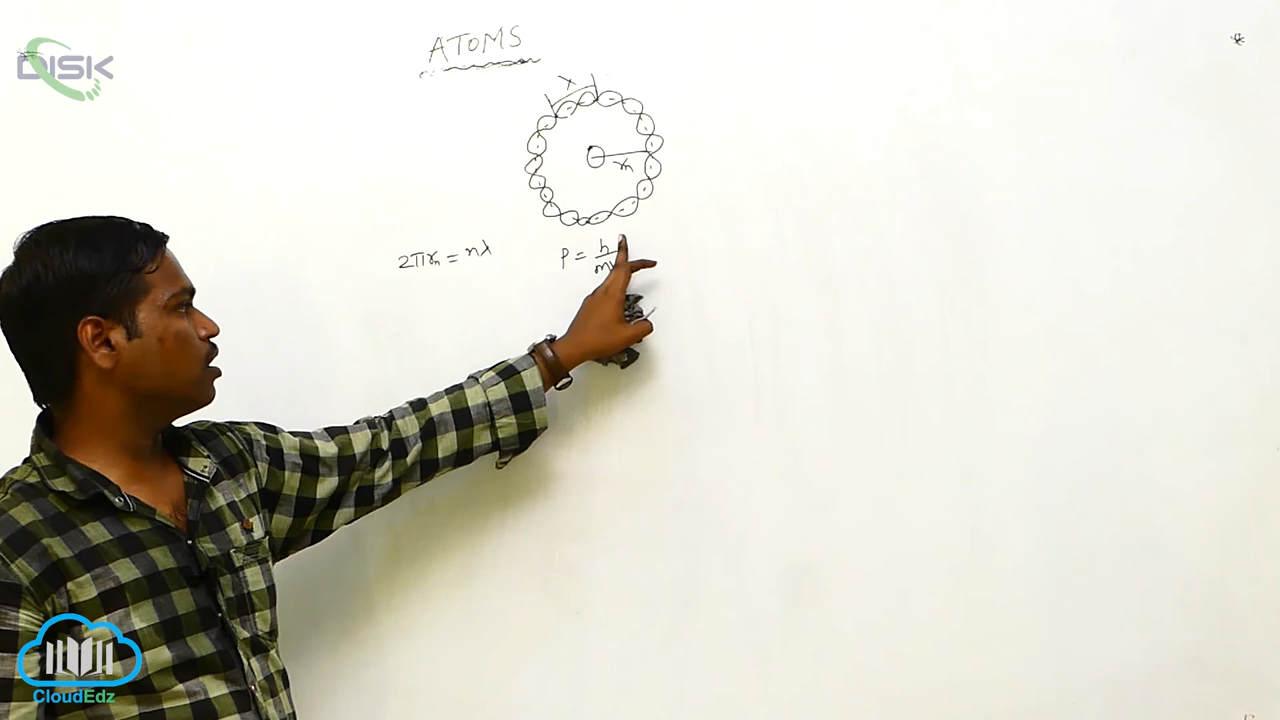 DISK
ATOMS
λ
rn
2πrn = nλ
P = h
CloudEdz